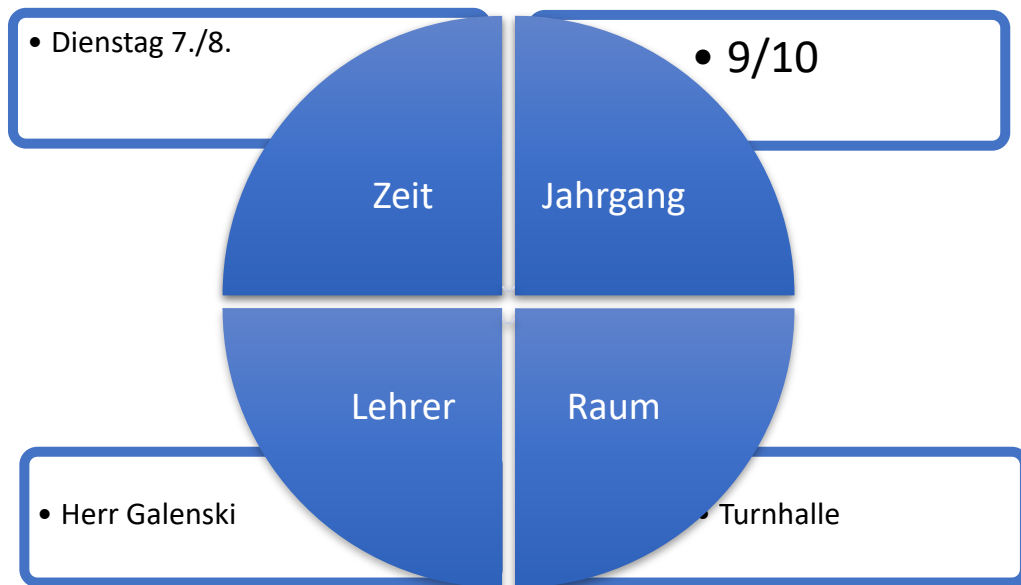 • Dienstag 7./8.
• 9/10
Zeit
Jahrgang
Lehrer
Raum
• Herr Galenski
• Turnhalle